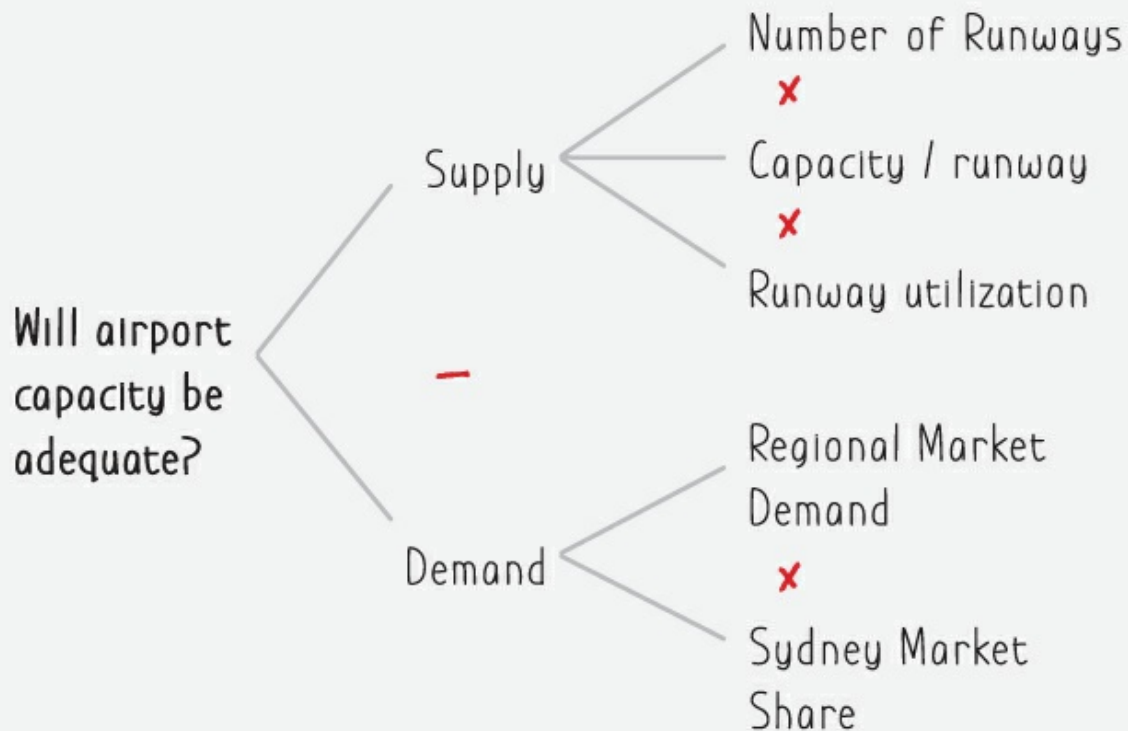 Number of Runways
x
Supply
Capacity / runway
x
Runway utilization
Will airport
capacity be
adequate?
–
Regional Market
Demand
Demand
x
Sydney Market
Share